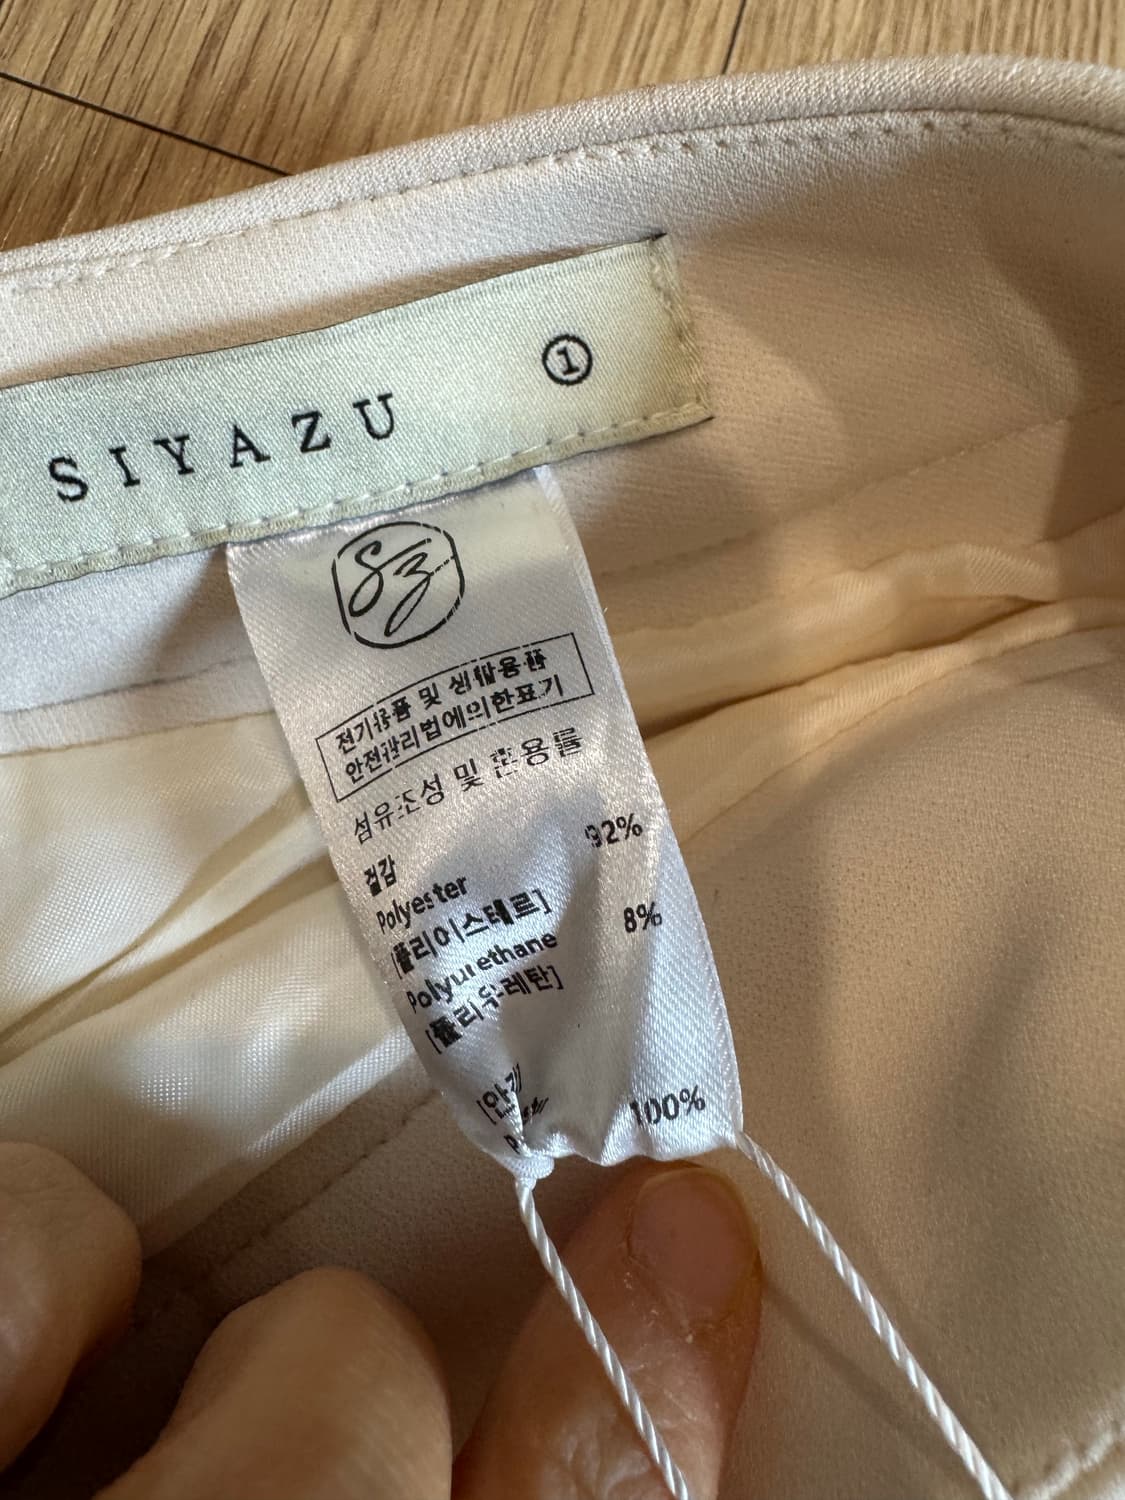 SIYAZU ①
SZ
전기용품 및 생활용품
안전관리법에의한표기
섬유조성 및 혼용률
겉감 92%
Polyester
[폴리에스테르] 8%
Polyurethane
[폴리우레탄]
100%